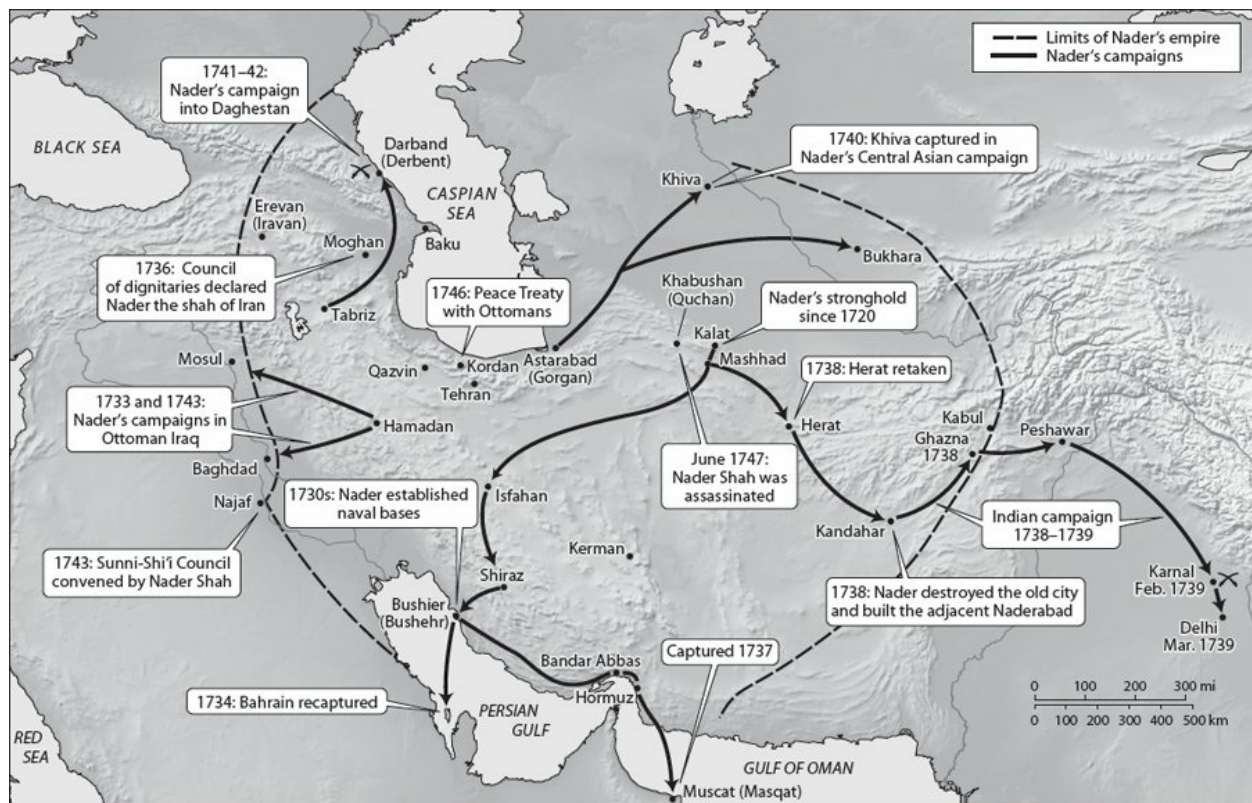 Limits of Nader's empire
Nader's campaigns
1741–42:
Nader's campaign
into Daghestan
BLACK SEA
Darband
(Derbent)
CASPIAN
SEA
1740: Khiva captured in
Nader's Central Asian campaign
Khiva
Erevan
(Iravan)
Moghan
Baku
Bukhara
1736: Council
of dignitaries declared
Nader the shah of Iran
Tabriz
1746: Peace Treaty
with Ottomans
Khabushan
(Quchan)
Nader's stronghold
since 1720
Kalat
Mashhad
Mosul
Qazvin
Kordan
Tehran
Astarabad
(Gorgan)
1738: Herat retaken
1733 and 1743:
Nader's campaigns in
Ottoman Iraq
Hamadan
Herat
Kabul
Ghazna
1738
Peshawar
Baghdad
Najaf
1730s: Nader established
naval bases
Isfahan
June 1747:
Nader Shah was
assassinated
Kandahar
Indian campaign
1738–1739
Kerman
1743: Sunni-Shi'i Council
convened by Nader Shah
Shiraz
Bushier
(Bushehr)
1738: Nader destroyed the old city
and built the adjacent Naderabad
Karnal
Feb. 1739
Delhi
Mar. 1739
Captured 1737
Bandar Abbas
Hormuz
1734: Bahrain recaptured
PERSIAN
GULF
RED
SEA
GULF OF OMAN
Muscat (Masqat)
0 100 200 300 mi
0 100 200 300 400 500 km